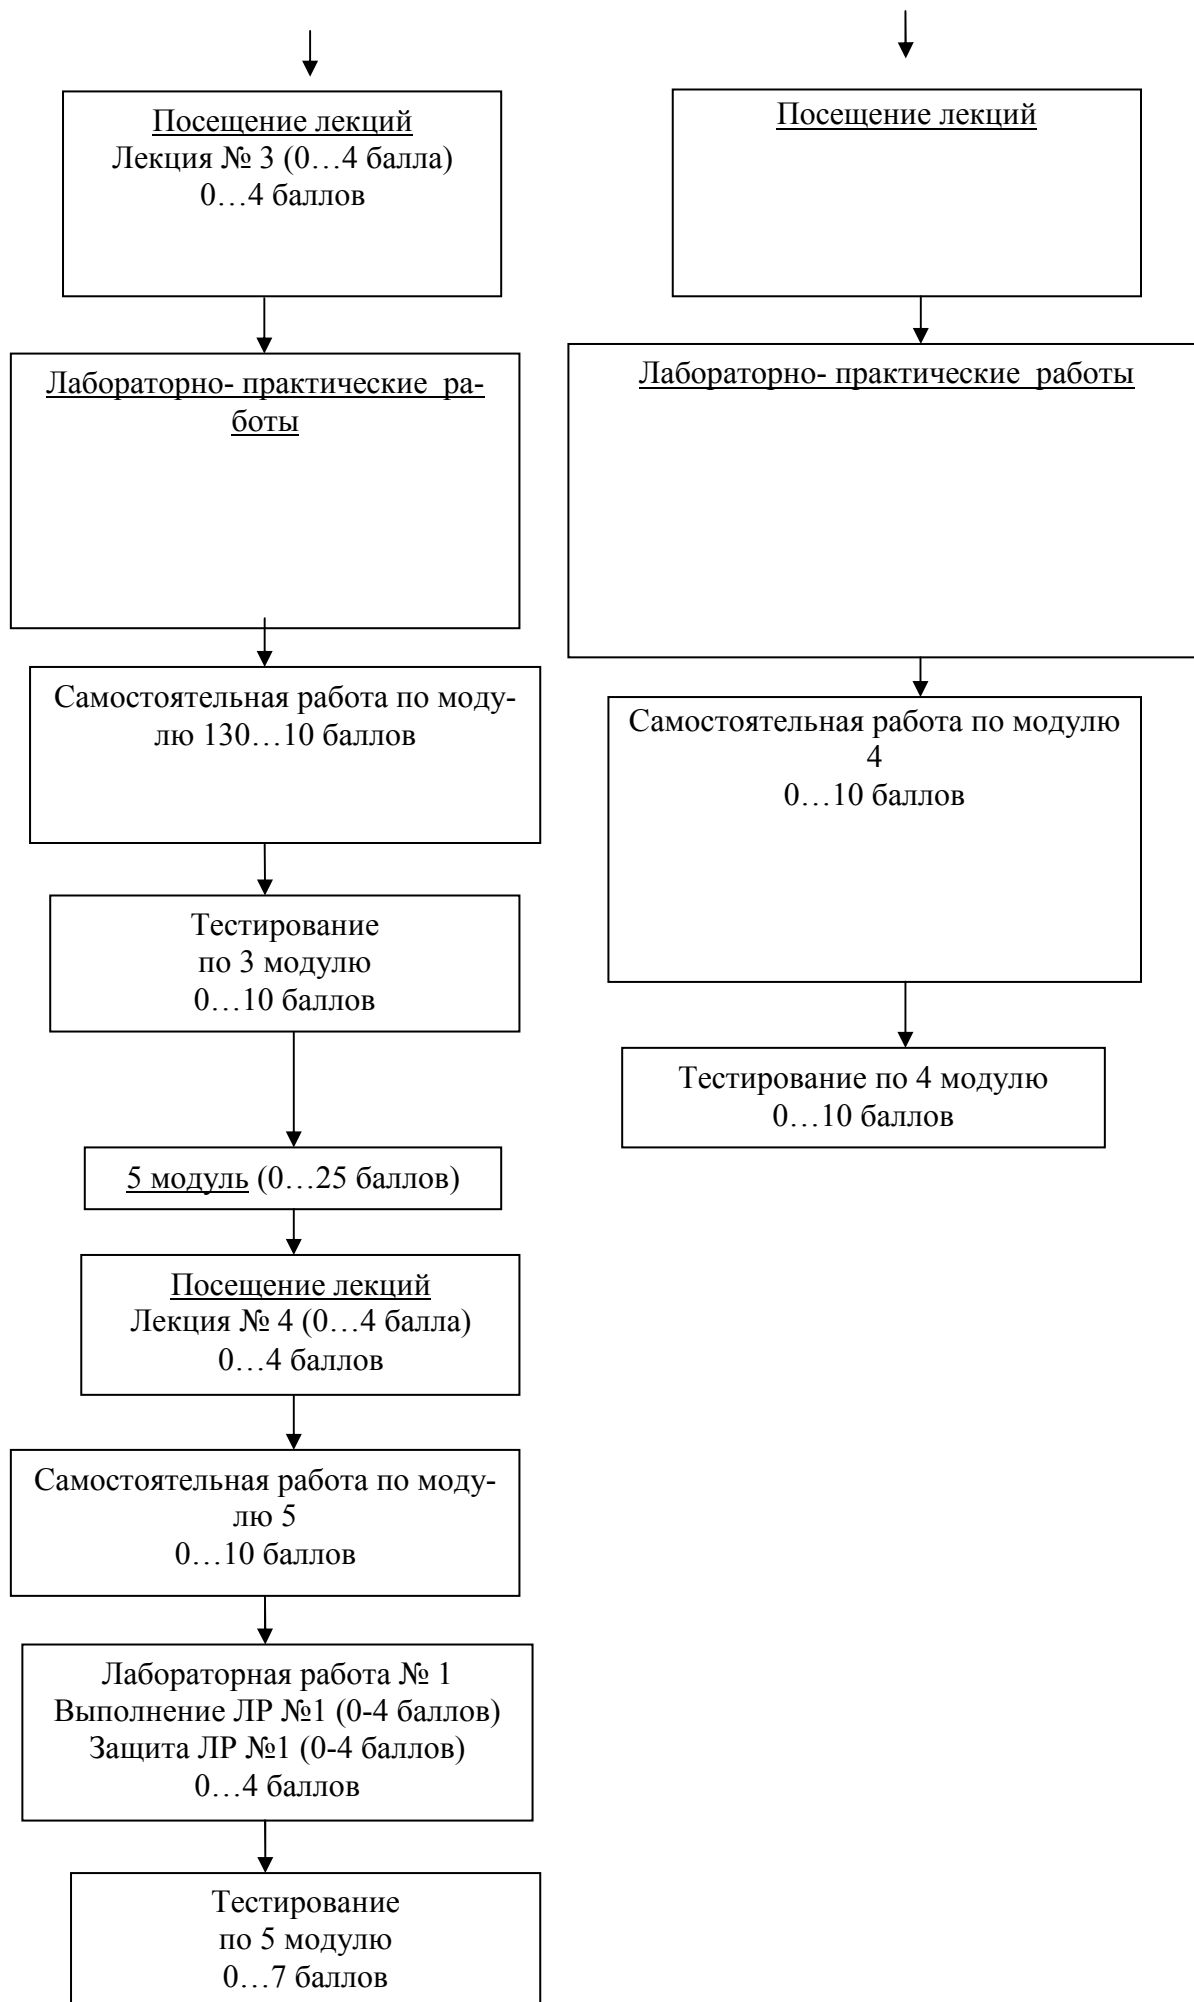 Посещение лекций
Лекция № 3 (0…4 балла)
0…4 баллов
Лабораторно- практические ра-
боты
Самостоятельная работа по моду-
лю 130…10 баллов
Тестирование
по 3 модулю
0…10 баллов
5 модуль (0…25 баллов)
Посещение лекций
Лекция № 4 (0…4 балла)
0…4 баллов
Самостоятельная работа по моду-
лю 5
0…10 баллов
Лабораторная работа № 1
Выполнение ЛР №1 (0-4 баллов)
Защита ЛР №1 (0-4 баллов)
0…4 баллов
Тестирование
по 5 модулю
0…7 баллов
Посещение лекций
Лабораторно- практические работы
Самостоятельная работа по модулю
4
0…10 баллов
Тестирование по 4 модулю
0…10 баллов